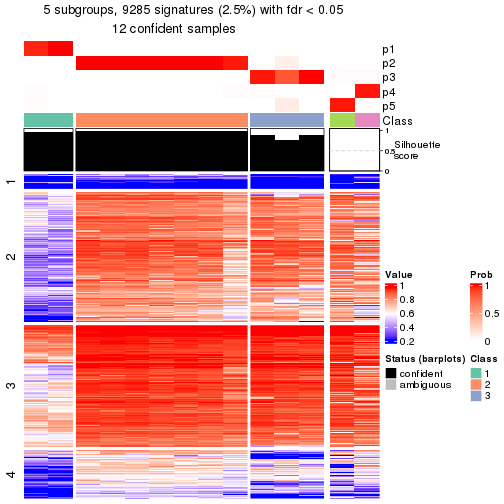 5 subgroups, 9285 signatures (2.5%) with fdr < 0.05
12 confident samples
p1
p2
p3
p4
p5
Class
1
0.5
0
Silhouette
score
1
2
3
4
Value
1
0.8
0.6
0.4
0.2
Prob
1
0.5
0
Status (barplots)
confident
ambiguous
Class
1
2
3